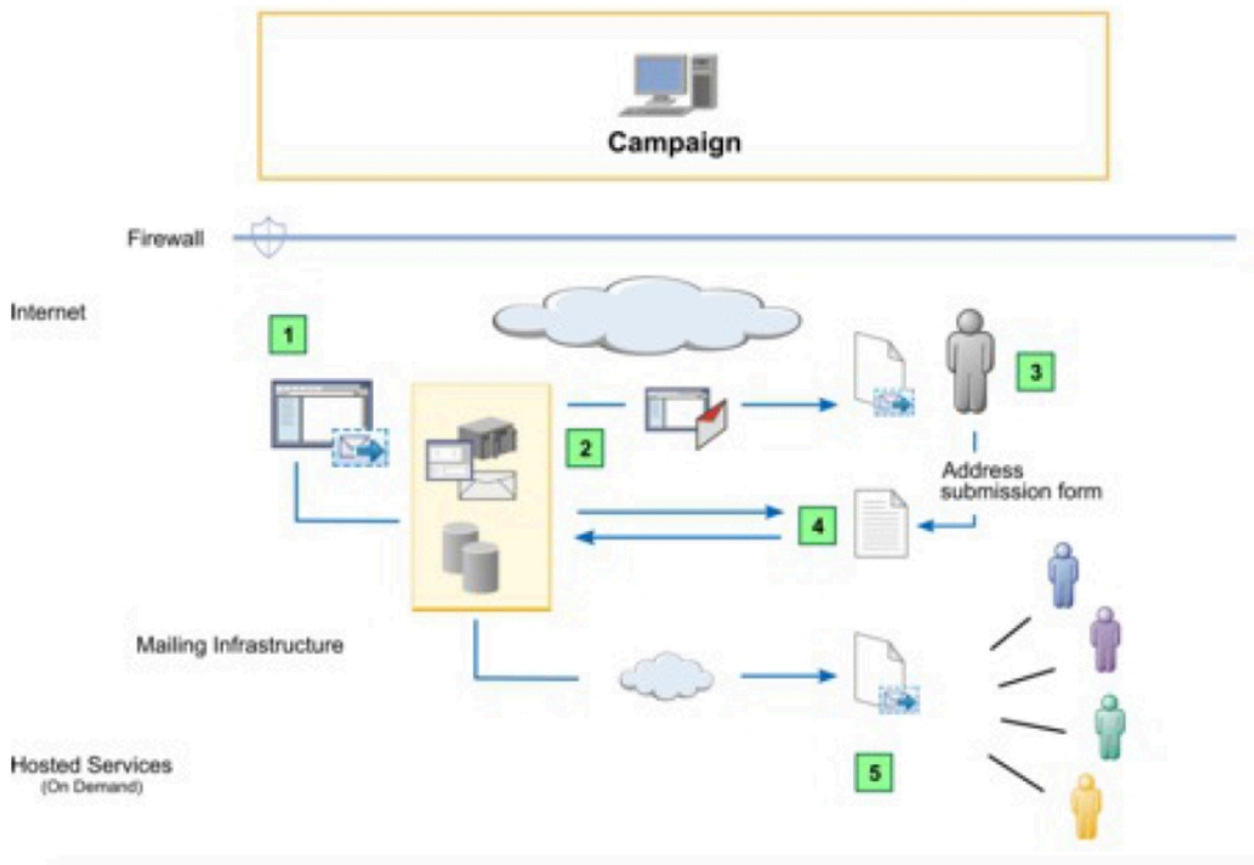 Campaign
Firewall
Internet
1
3
2
Address
submission form
4
Mailing Infrastructure
Hosted Services
(On Demand)
5